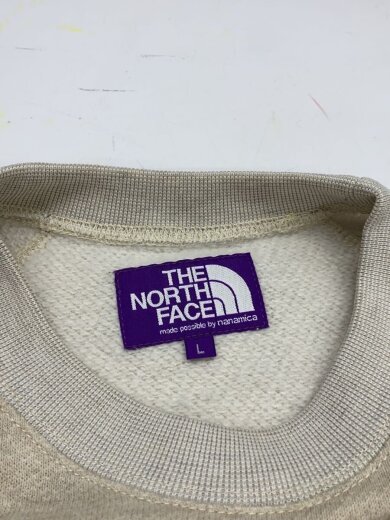 THE
NORTH
FACE
made possible by nanamica
L